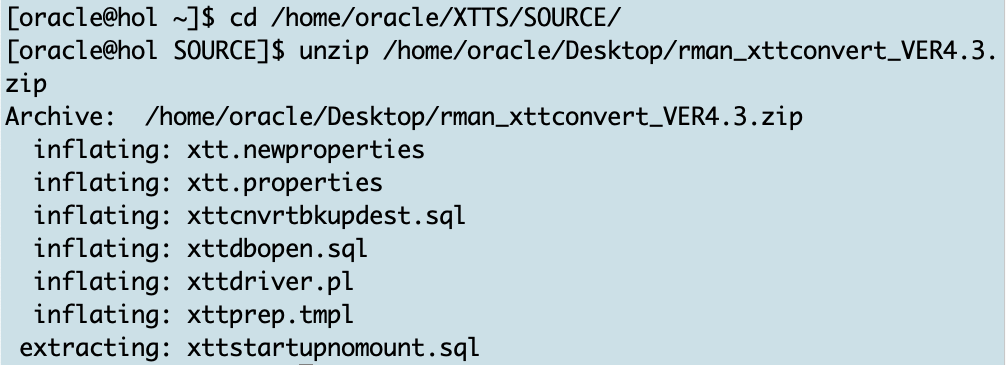 [oracle@hol ~]$ cd /home/oracle/XTTS/SOURCE/
[oracle@hol SOURCE]$ unzip /home/oracle/Desktop/rman_xttconvert_VER4.3.
zip
Archive:  /home/oracle/Desktop/rman_xttconvert_VER4.3.zip
  inflating: xtt.newproperties
  inflating: xtt.properties
  inflating: xttcnvrtbkupdest.sql
  inflating: xttdbopen.sql
  inflating: xttdriver.pl
  inflating: xttprep.tmpl
 extracting: xttstartupnomount.sql